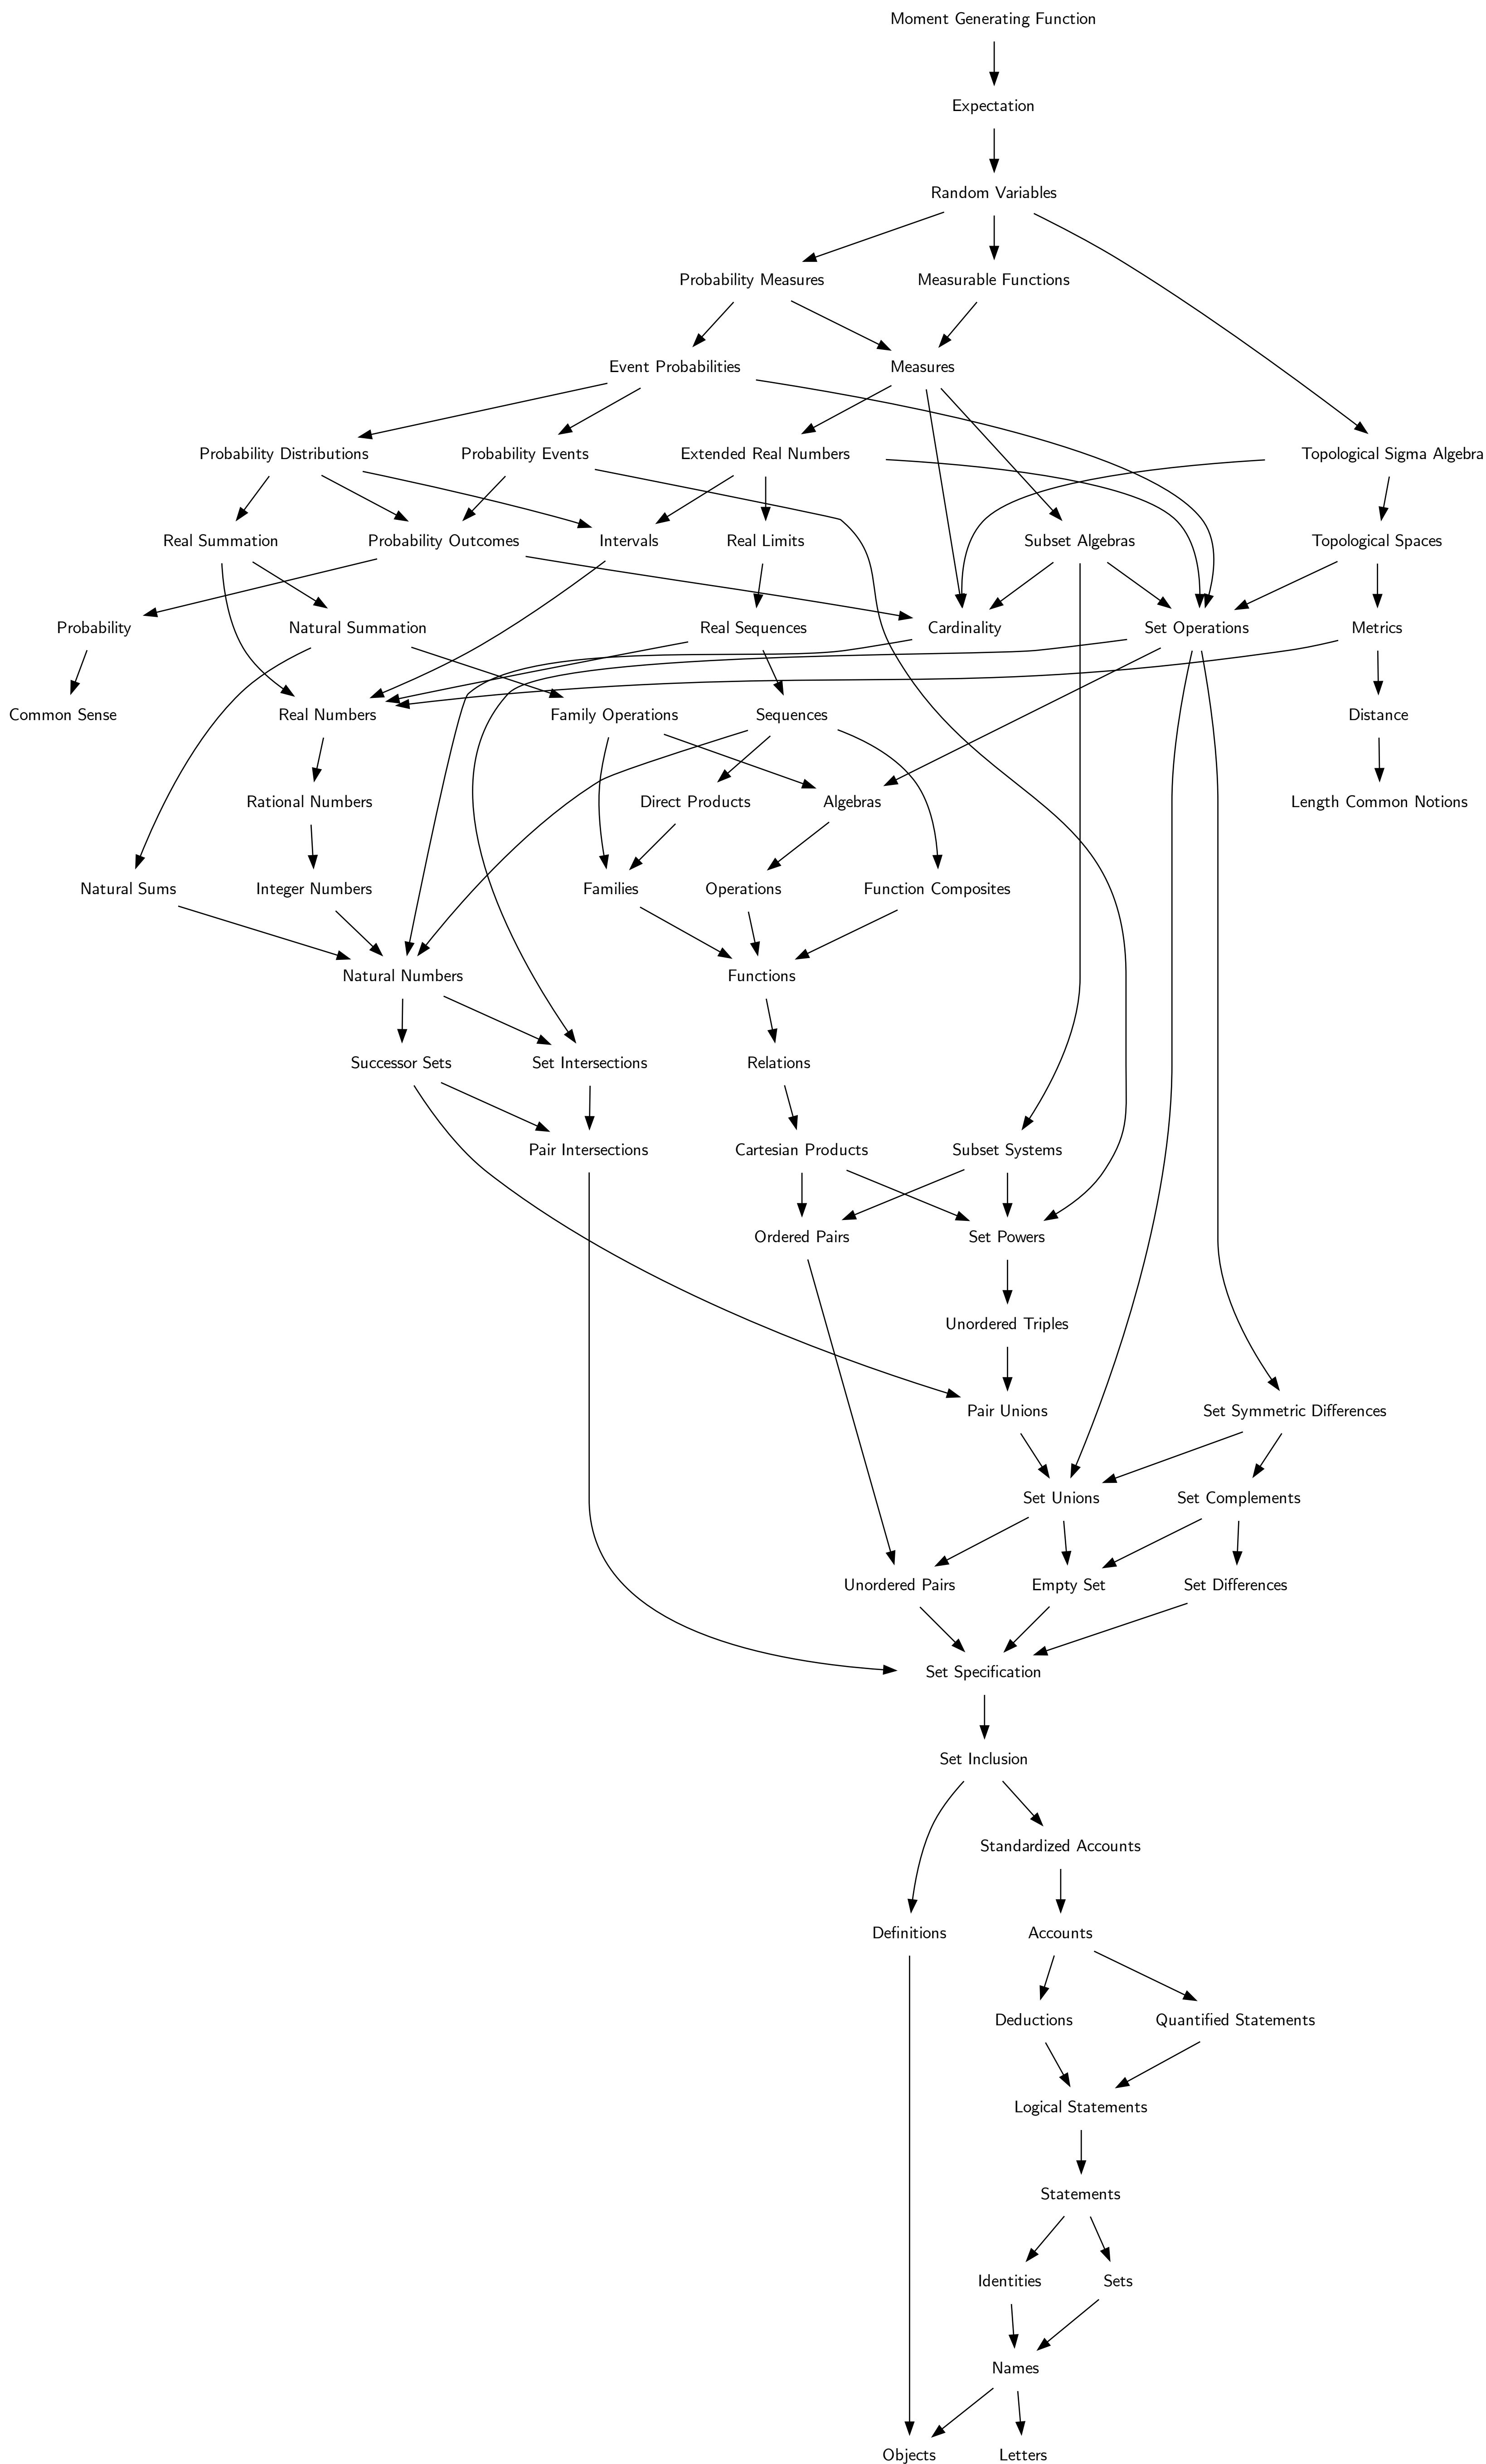 Moment Generating Function
Expectation
Random Variables
Probability Measures
Measurable Functions
Event Probabilities
Measures
Probability Distributions
Probability Events
Extended Real Numbers
Topological Sigma Algebra
Real Summation
Probability Outcomes
Intervals
Real Limits
Subset Algebras
Topological Spaces
Probability
Natural Summation
Real Sequences
Cardinality
Set Operations
Metrics
Common Sense
Real Numbers
Family Operations
Sequences
Distance
Rational Numbers
Direct Products
Algebras
Length Common Notions
Natural Sums
Integer Numbers
Families
Operations
Function Composites
Natural Numbers
Functions
Successor Sets
Set Intersections
Relations
Pair Intersections
Cartesian Products
Subset Systems
Ordered Pairs
Set Powers
Unordered Triples
Pair Unions
Set Symmetric Differences
Set Unions
Set Complements
Unordered Pairs
Empty Set
Set Differences
Set Specification
Set Inclusion
Standardized Accounts
Definitions
Accounts
Deductions
Quantified Statements
Logical Statements
Statements
Identities
Sets
Names
Objects
Letters